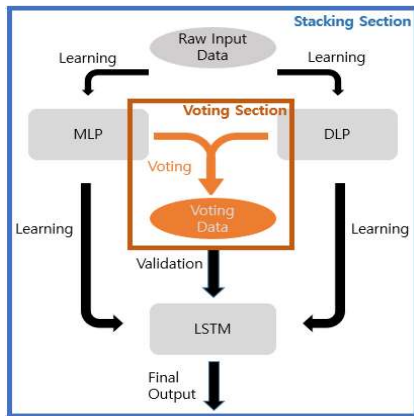 Stacking Section
Raw Input
Data
Learning
Learning
Voting Section
MLP
DLP
Voting
Voting
Data
Learning
Learning
Validation
LSTM
Final
Output